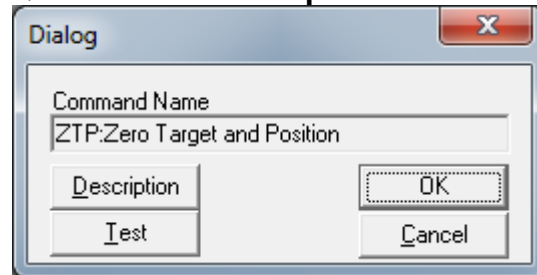 Dialog
Command Name
ZTP:Zero Target and Position
Description
OK
Test
Cancel